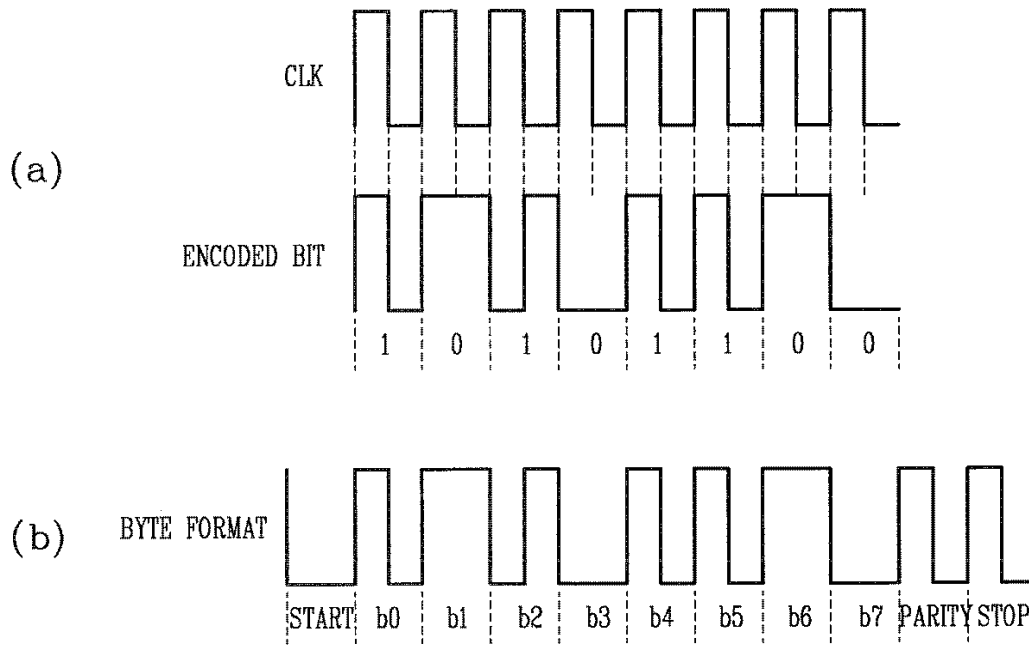 CLK
(a)
ENCODED BIT
1 0 1 0 1 1 0 0
(b)
BYTE FORMAT
START b0 b1 b2 b3 b4 b5 b6 b7 PARITY STOP